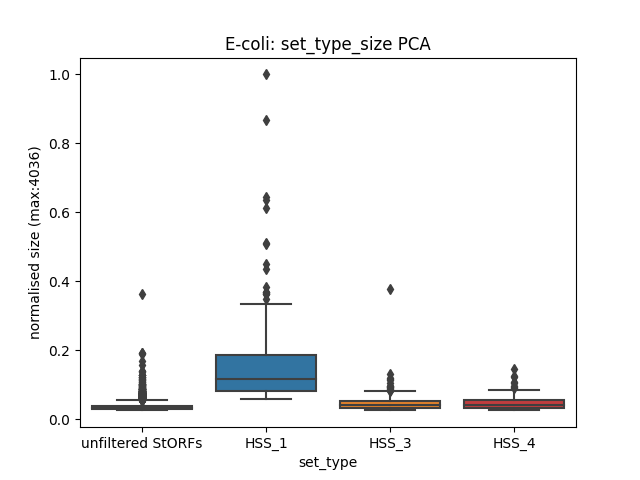 E-coli: set_type_size PCA
normalised size (max:4036)
1.0
0.8
0.6
0.4
0.2
0.0
unfiltered StORFs HSS_1 HSS_3 HSS_4
set_type